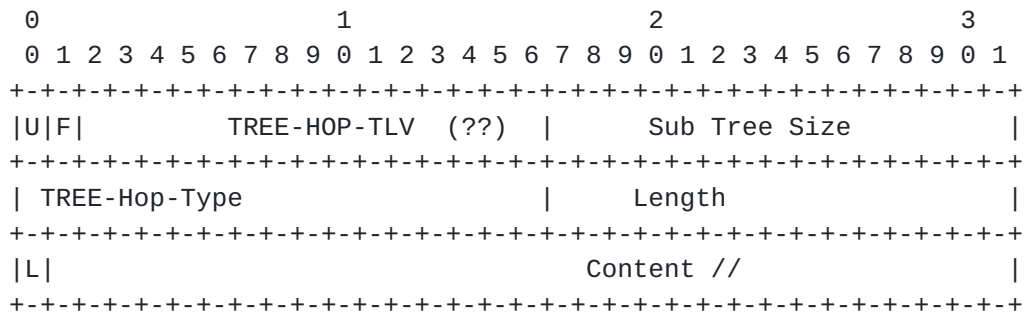 0                   1                   2                   3
 0 1 2 3 4 5 6 7 8 9 0 1 2 3 4 5 6 7 8 9 0 1 2 3 4 5 6 7 8 9 0 1
+-+-+-+-+-+-+-+-+-+-+-+-+-+-+-+-+-+-+-+-+-+-+-+-+-+-+-+-+-+-+-+-+
|U|F|         TREE-HOP-TLV  (??)  |      Sub Tree Size          |
+-+-+-+-+-+-+-+-+-+-+-+-+-+-+-+-+-+-+-+-+-+-+-+-+-+-+-+-+-+-+-+-+
| TREE-Hop-Type                   |     Length                  |
+-+-+-+-+-+-+-+-+-+-+-+-+-+-+-+-+-+-+-+-+-+-+-+-+-+-+-+-+-+-+-+-+
|L|                                  Content //                 |
+-+-+-+-+-+-+-+-+-+-+-+-+-+-+-+-+-+-+-+-+-+-+-+-+-+-+-+-+-+-+-+-+